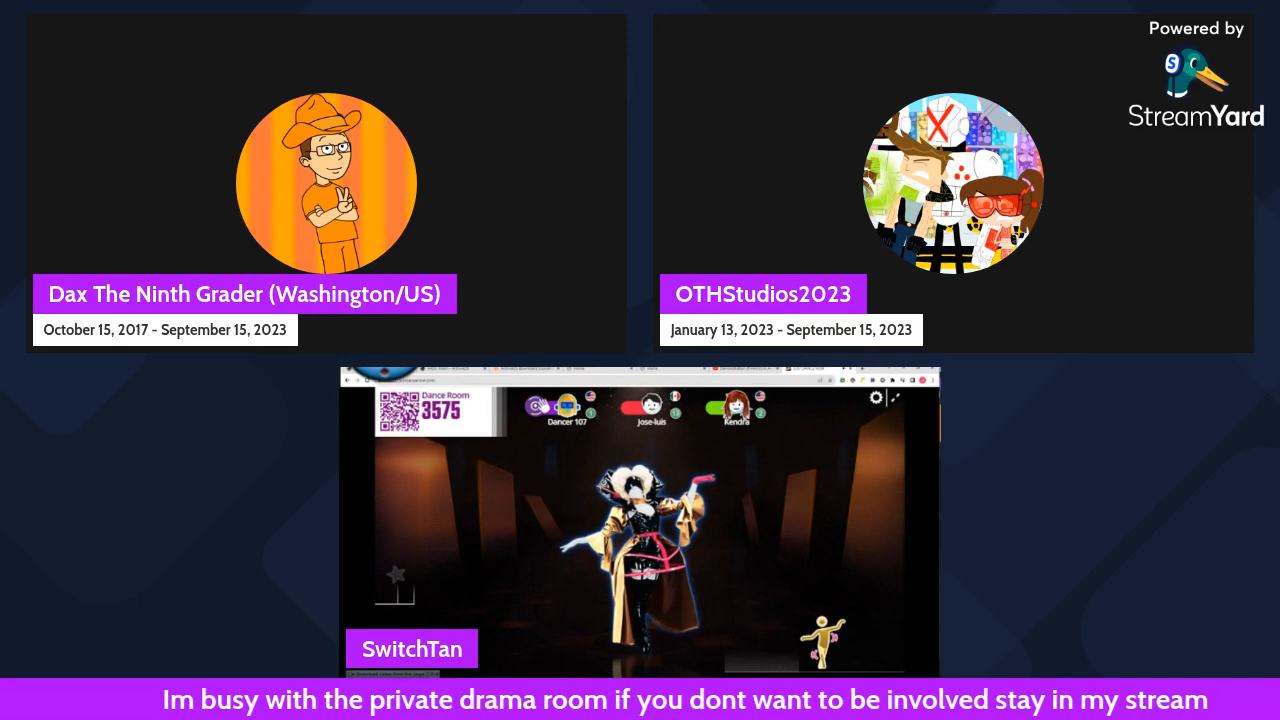 Powered by
S
StreamYard
Dax The Ninth Grader (Washington/US)
October 15, 2017 - September 15, 2023
OTHStudios2023
January 13, 2023 - September 15, 2023
Dance Room
3575
Dancer 107
1
Jose-luis
Kendra
2
SwitchTan
Im busy with the private drama room if you dont want to be involved stay in my stream